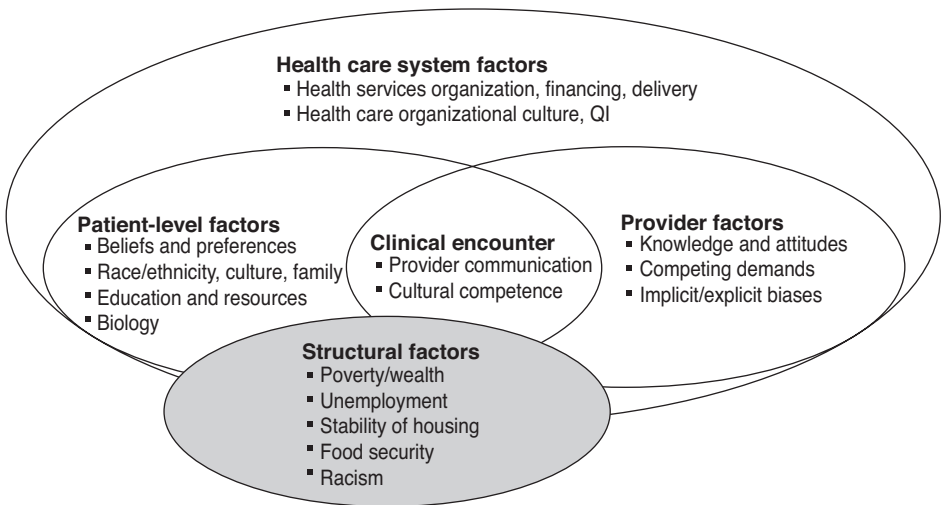 Health care system factors
▪ Health services organization, financing, delivery
▪ Health care organizational culture, QI
Patient-level factors
▪ Beliefs and preferences
▪ Race/ethnicity, culture, family
▪ Education and resources
▪ Biology
Clinical encounter
▪ Provider communication
▪ Cultural competence
Provider factors
▪ Knowledge and attitudes
▪ Competing demands
▪ Implicit/explicit biases
Structural factors
▪ Poverty/wealth
▪ Unemployment
▪ Stability of housing
▪ Food security
▪ Racism